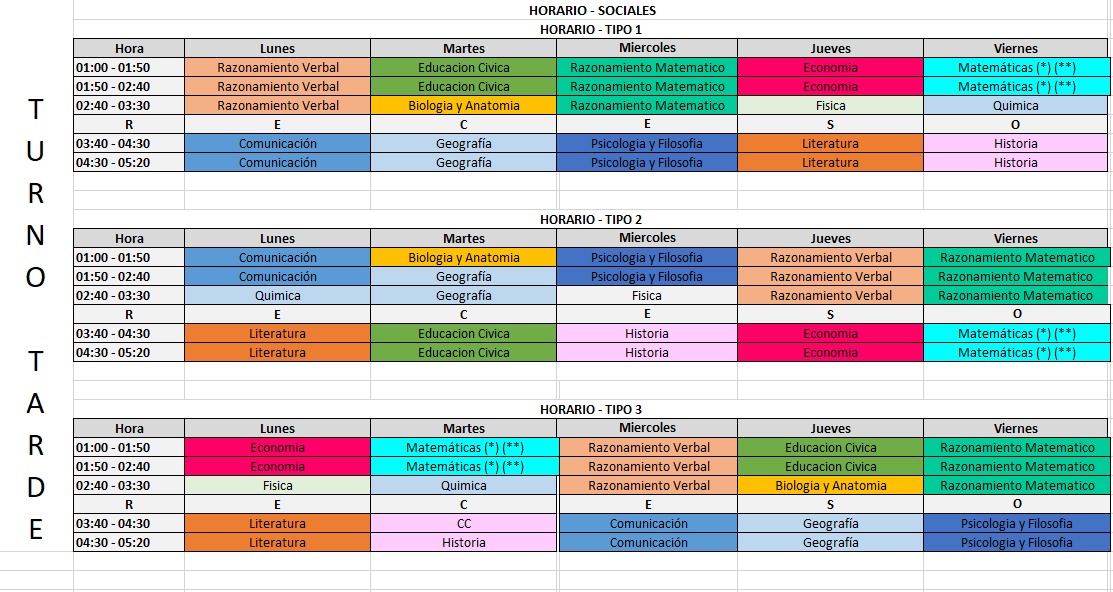 HORARIO - SOCIALES
HORARIO - TIPO 1
Hora Lunes Martes Miercoles Jueves Viernes
01:00 - 01:50 Razonamiento Verbal Educacion Civica Razonamiento Matematico Economia Matemáticas (*) (**)
01:50 - 02:40 Razonamiento Verbal Educacion Civica Razonamiento Matematico Economia Matemáticas (*) (**)
02:40 - 03:30 Razonamiento Verbal Biologia y Anatomia Razonamiento Matematico Fisica Quimica
R E C E S O
03:40 - 04:30 Comunicación Geografía Psicologia y Filosofia Literatura Historia
04:30 - 05:20 Comunicación Geografía Psicologia y Filosofia Literatura Historia
HORARIO - TIPO 2
Hora Lunes Martes Miercoles Jueves Viernes
01:00 - 01:50 Comunicación Biologia y Anatomia Psicologia y Filosofia Razonamiento Verbal Razonamiento Matematico
01:50 - 02:40 Comunicación Geografía Psicologia y Filosofia Razonamiento Verbal Razonamiento Matematico
02:40 - 03:30 Quimica Geografía Fisica Razonamiento Verbal Razonamiento Matematico
R E C E S O
03:40 - 04:30 Literatura Educacion Civica Historia Economia Matemáticas (*) (**)
04:30 - 05:20 Literatura Educacion Civica Historia Economia Matemáticas (*) (**)
HORARIO - TIPO 3
Hora Lunes Martes Miercoles Jueves Viernes
01:00 - 01:50 Economia Matemáticas (*) (**) Razonamiento Verbal Educacion Civica Razonamiento Matematico
01:50 - 02:40 Economia Matemáticas (*) (**) Razonamiento Verbal Educacion Civica Razonamiento Matematico
02:40 - 03:30 Fisica Quimica Razonamiento Verbal Biologia y Anatomia Razonamiento Matematico
R E C E S O
03:40 - 04:30 Literatura CC Comunicación Geografía Psicologia y Filosofia
04:30 - 05:20 Literatura Historia Comunicación Geografía Psicologia y Filosofia
TURNO TARDE